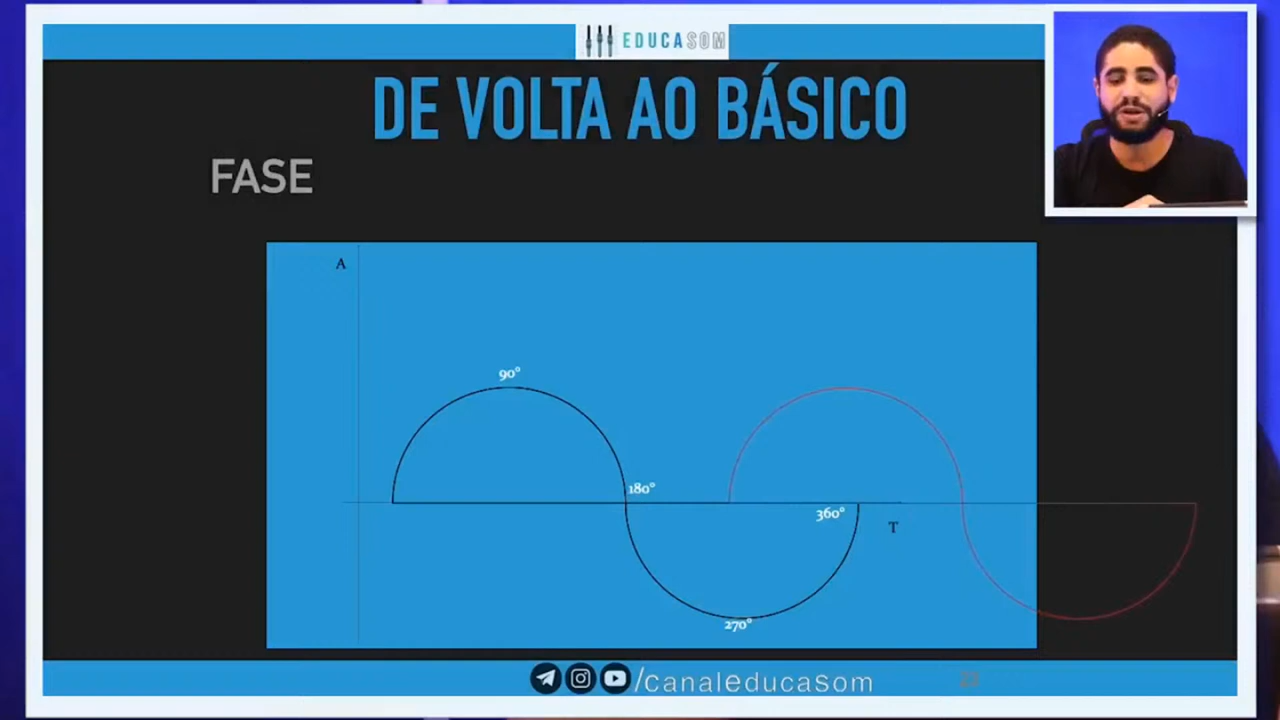 EDUCASOM
DE VOLTA AO BÁSICO
FASE
A
90°
180°
360°
T
270°
/canaleducasom